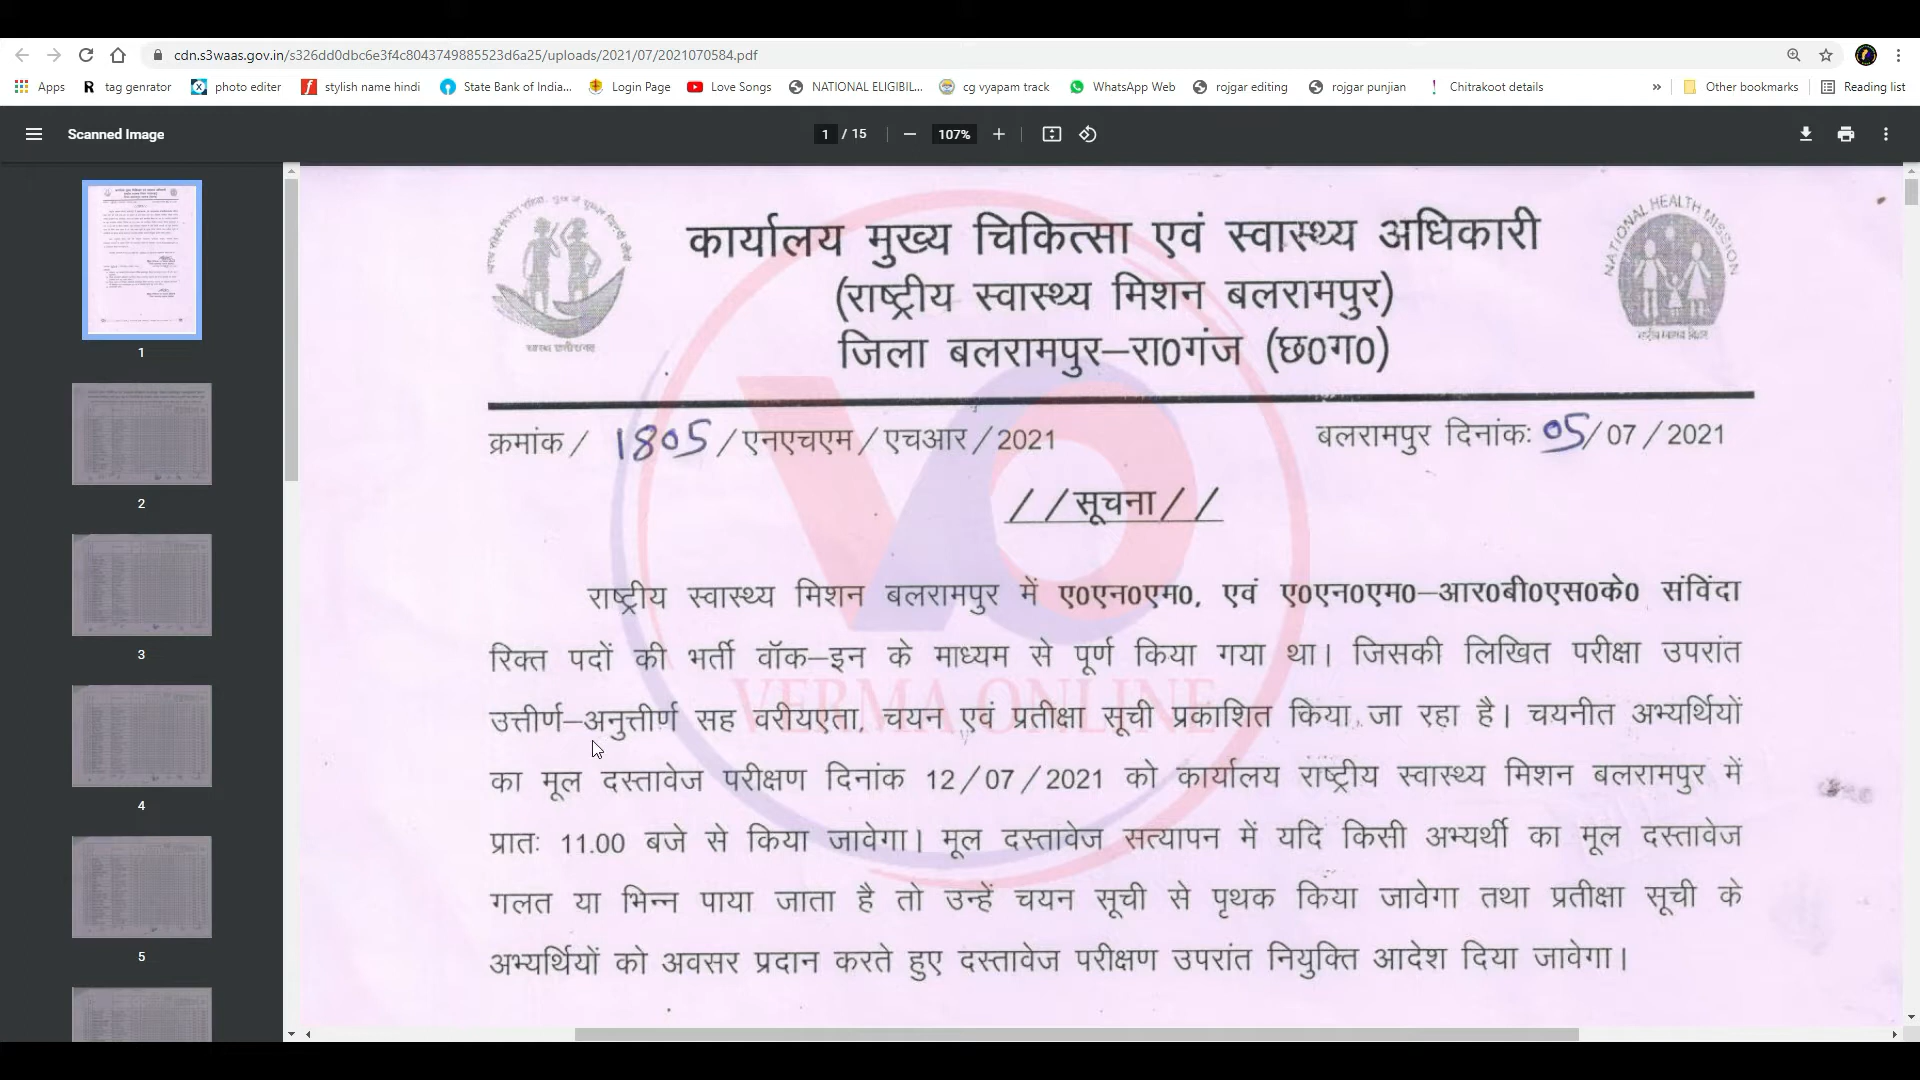 cdn.s3waas.gov.in/s326dd0dbc6e3f4c8043749885523d6a25/uploads/2021/07/2021070584.pdf
Apps
tag genrator
photo editer
stylish name hindi
State Bank of India...
Login Page
Love Songs
NATIONAL ELIGIBIL...
cg vyapam track
WhatsApp Web
rojgar editing
rojgar punjian
Chitrakoot details
»
Other bookmarks
Reading list
Scanned Image
1 / 15
107%
1
2
3
4
5
NATIONAL HEALTH MISSION
कार्यालय मुख्य चिकित्सा एवं स्वास्थ्य अधिकारी
(राष्ट्रीय स्वास्थ्य मिशन बलरामपुर)
जिला बलरामपुर–रा0गंज (छ0ग0)
क्रमांक / 1805 / एनएचएम / एचआर / 2021
बलरामपुर दिनांकः 05/07/2021
//सूचना//
राष्ट्रीय स्वास्थ्य मिशन बलरामपुर में ए0एन0एम0, एवं ए0एन0एम0–आर0बी0एस0के0 संविंदा
रिक्त पदों की भर्ती वॉक–इन के माध्यम से पूर्ण किया गया था। जिसकी लिखित परीक्षा उपरांत
उत्तीर्ण–अनुत्तीर्ण सह वरीयएता, चयन एवं प्रतीक्षा सूची प्रकाशित किया जा रहा है। चयनीत अभ्यर्थियों
का मूल दस्तावेज परीक्षण दिनांक 12/07/2021 को कार्यालय राष्ट्रीय स्वास्थ्य मिशन बलरामपुर में
प्रातः 11.00 बजे से किया जावेगा। मूल दस्तावेज सत्यापन में यदि किसी अभ्यर्थी का मूल दस्तावेज
गलत या भिन्न पाया जाता है तो उन्हें चयन सूची से पृथक किया जावेगा तथा प्रतीक्षा सूची के
अभ्यर्थियों को अवसर प्रदान करते हुए दस्तावेज परीक्षण उपरांत नियुक्ति आदेश दिया जावेगा।
VERMA ONLINE